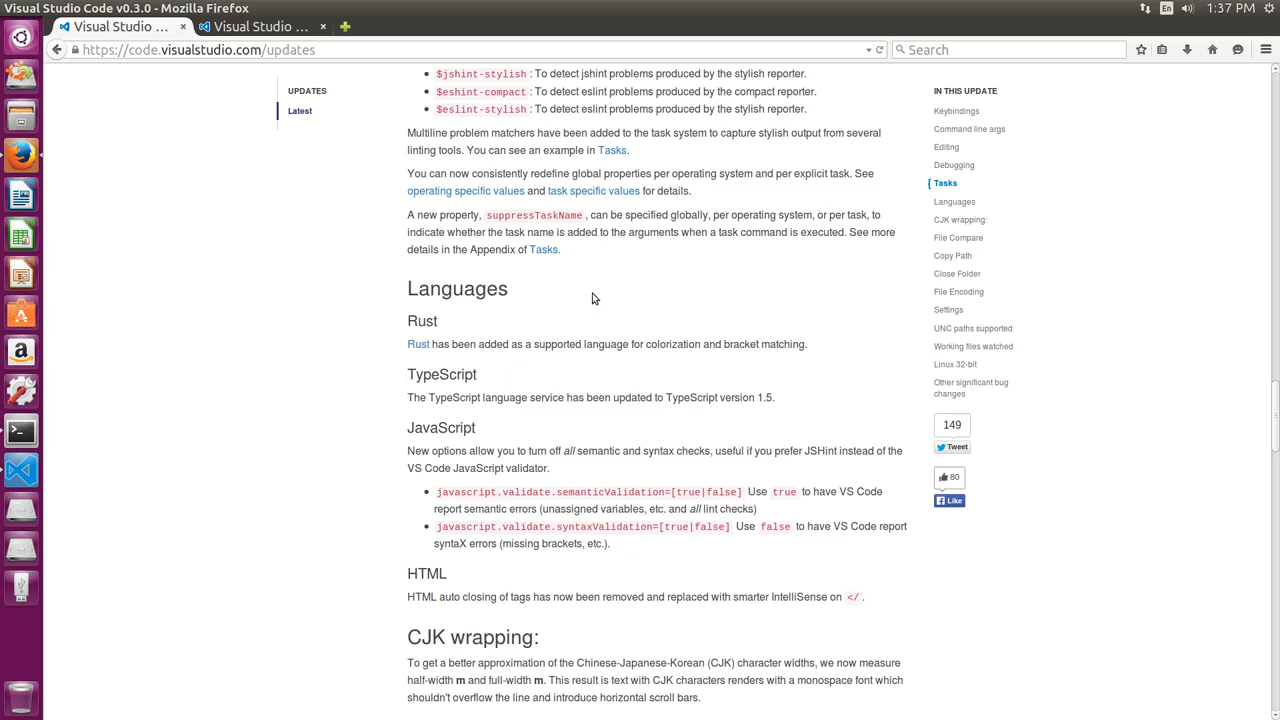 Visual Studio Code v0.3.0 - Mozilla Firefox
En
1:37 PM
Visual Studio ... ×
Visual Studio ... ×
https://code.visualstudio.com/updates
Search
UPDATES
Latest
$jshint-stylish : To detect jshint problems produced by the stylish reporter.
$eshint-compact : To detect eslint problems produced by the compact reporter.
$eslint-stylish : To detect eslint problems produced by the stylish reporter.
Multiline problem matchers have been added to the task system to capture stylish output from several
linting tools. You can see an example in Tasks.
You can now consistently redefine global properties per operating system and per explicit task. See
operating specific values and task specific values for details.
A new property, suppressTaskName , can be specified globally, per operating system, or per task, to
indicate whether the task name is added to the arguments when a task command is executed. See more
details in the Appendix of Tasks.
Languages
Rust
Rust has been added as a supported language for colorization and bracket matching.
TypeScript
The TypeScript language service has been updated to TypeScript version 1.5.
JavaScript
New options allow you to turn off all semantic and syntax checks, useful if you prefer JSHint instead of the
VS Code JavaScript validator.
javascript.validate.semanticValidation=[true|false] Use true to have VS Code
report semantic errors (unassigned variables, etc. and all lint checks)
javascript.validate.syntaxValidation=[true|false] Use false to have VS Code report
syntaX errors (missing brackets, etc.).
HTML
HTML auto closing of tags has now been removed and replaced with smarter IntelliSense on </ .
CJK wrapping:
To get a better approximation of the Chinese-Japanese-Korean (CJK) character widths, we now measure
half-width m and full-width m. This result is text with CJK characters renders with a monospace font which
shouldn't overflow the line and introduce horizontal scroll bars.
IN THIS UPDATE
Keybindings
Command line args
Editing
Debugging
Tasks
Languages
CJK wrapping:
File Compare
Copy Path
Close Folder
File Encoding
Settings
UNC paths supported
Working files watched
Linux 32-bit
Other significant bug
changes
149
Tweet
80
Like